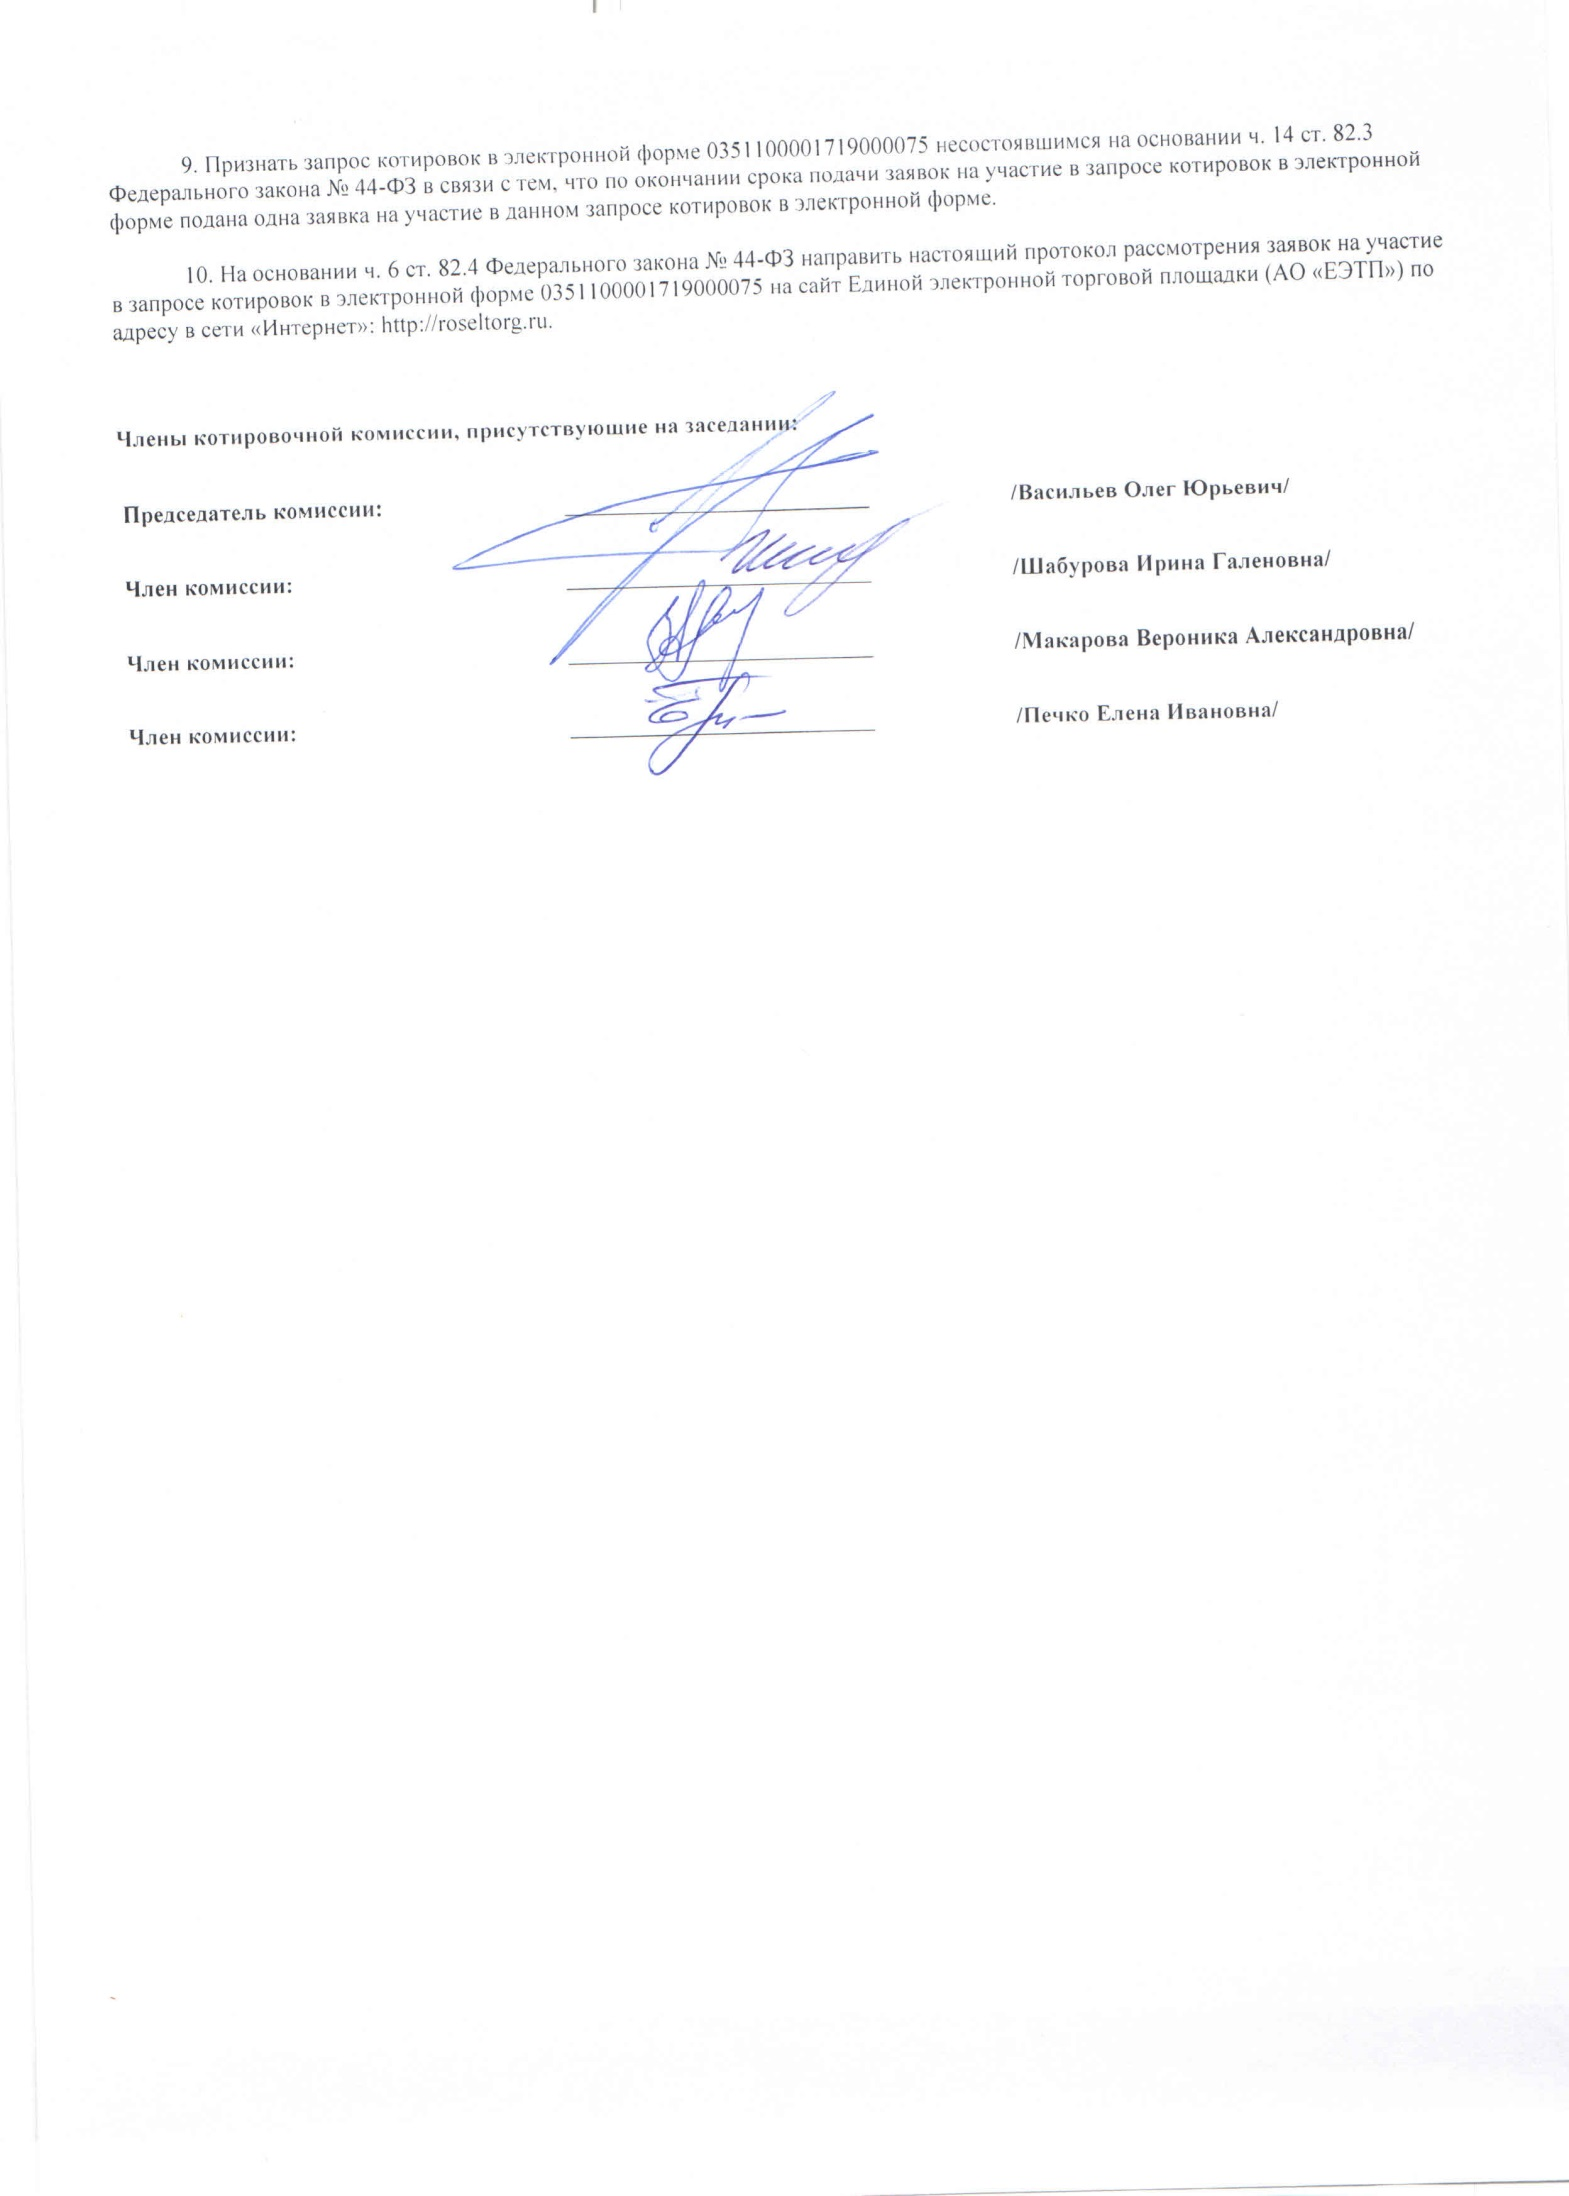 9. Признать запрос котировок в электронной форме 0351100001719000075 несостоявшимся на основании ч. 14 ст. 82.3
Федерального закона № 44-ФЗ в связи с тем, что по окончании срока подачи заявок на участие в запросе котировок в электронной
форме подана одна заявка на участие в данном запросе котировок в электронной форме.
10. На основании ч. 6 ст. 82.4 Федерального закона № 44-ФЗ направить настоящий протокол рассмотрения заявок на участие
в запросе котировок в электронной форме 0351100001719000075 на сайт Единой электронной торговой площадки (АО «ЕЭТП») по
адресу в сети «Интернет»: http://roseltorg.ru.
Члены котировочной комиссии, присутствующие на заседании:
Председатель комиссии: /Васильев Олег Юрьевич/
Член комиссии: /Шабурова Ирина Галеновна/
Член комиссии: /Макарова Вероника Александровна/
Член комиссии: /Печко Елена Ивановна/